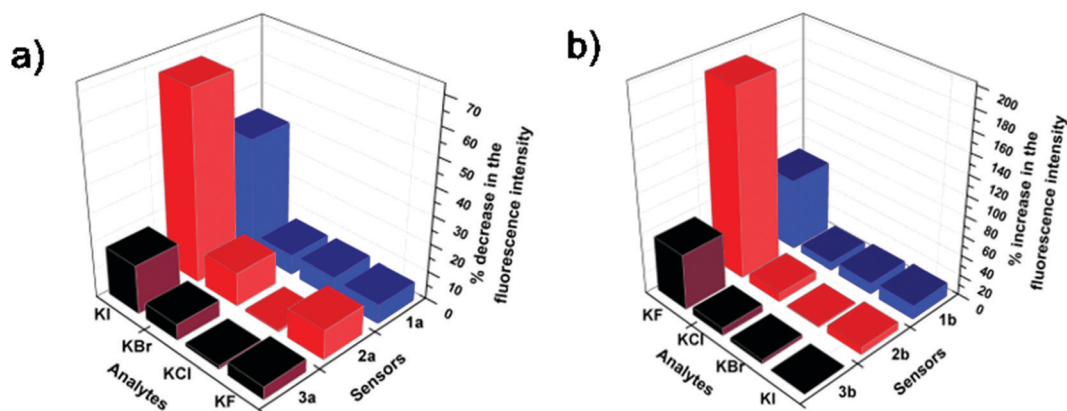 a)
70
60
50
40
30
20
10
0
% decrease in the
fluorescence intensity
KI
KBr
KCl
KF
Analytes
3a
2a
1a
Sensors
b)
200
180
160
140
120
100
80
60
40
20
0
% increase in the
fluorescence intensity
KF
KCl
KBr
KI
Analytes
3b
2b
1b
Sensors